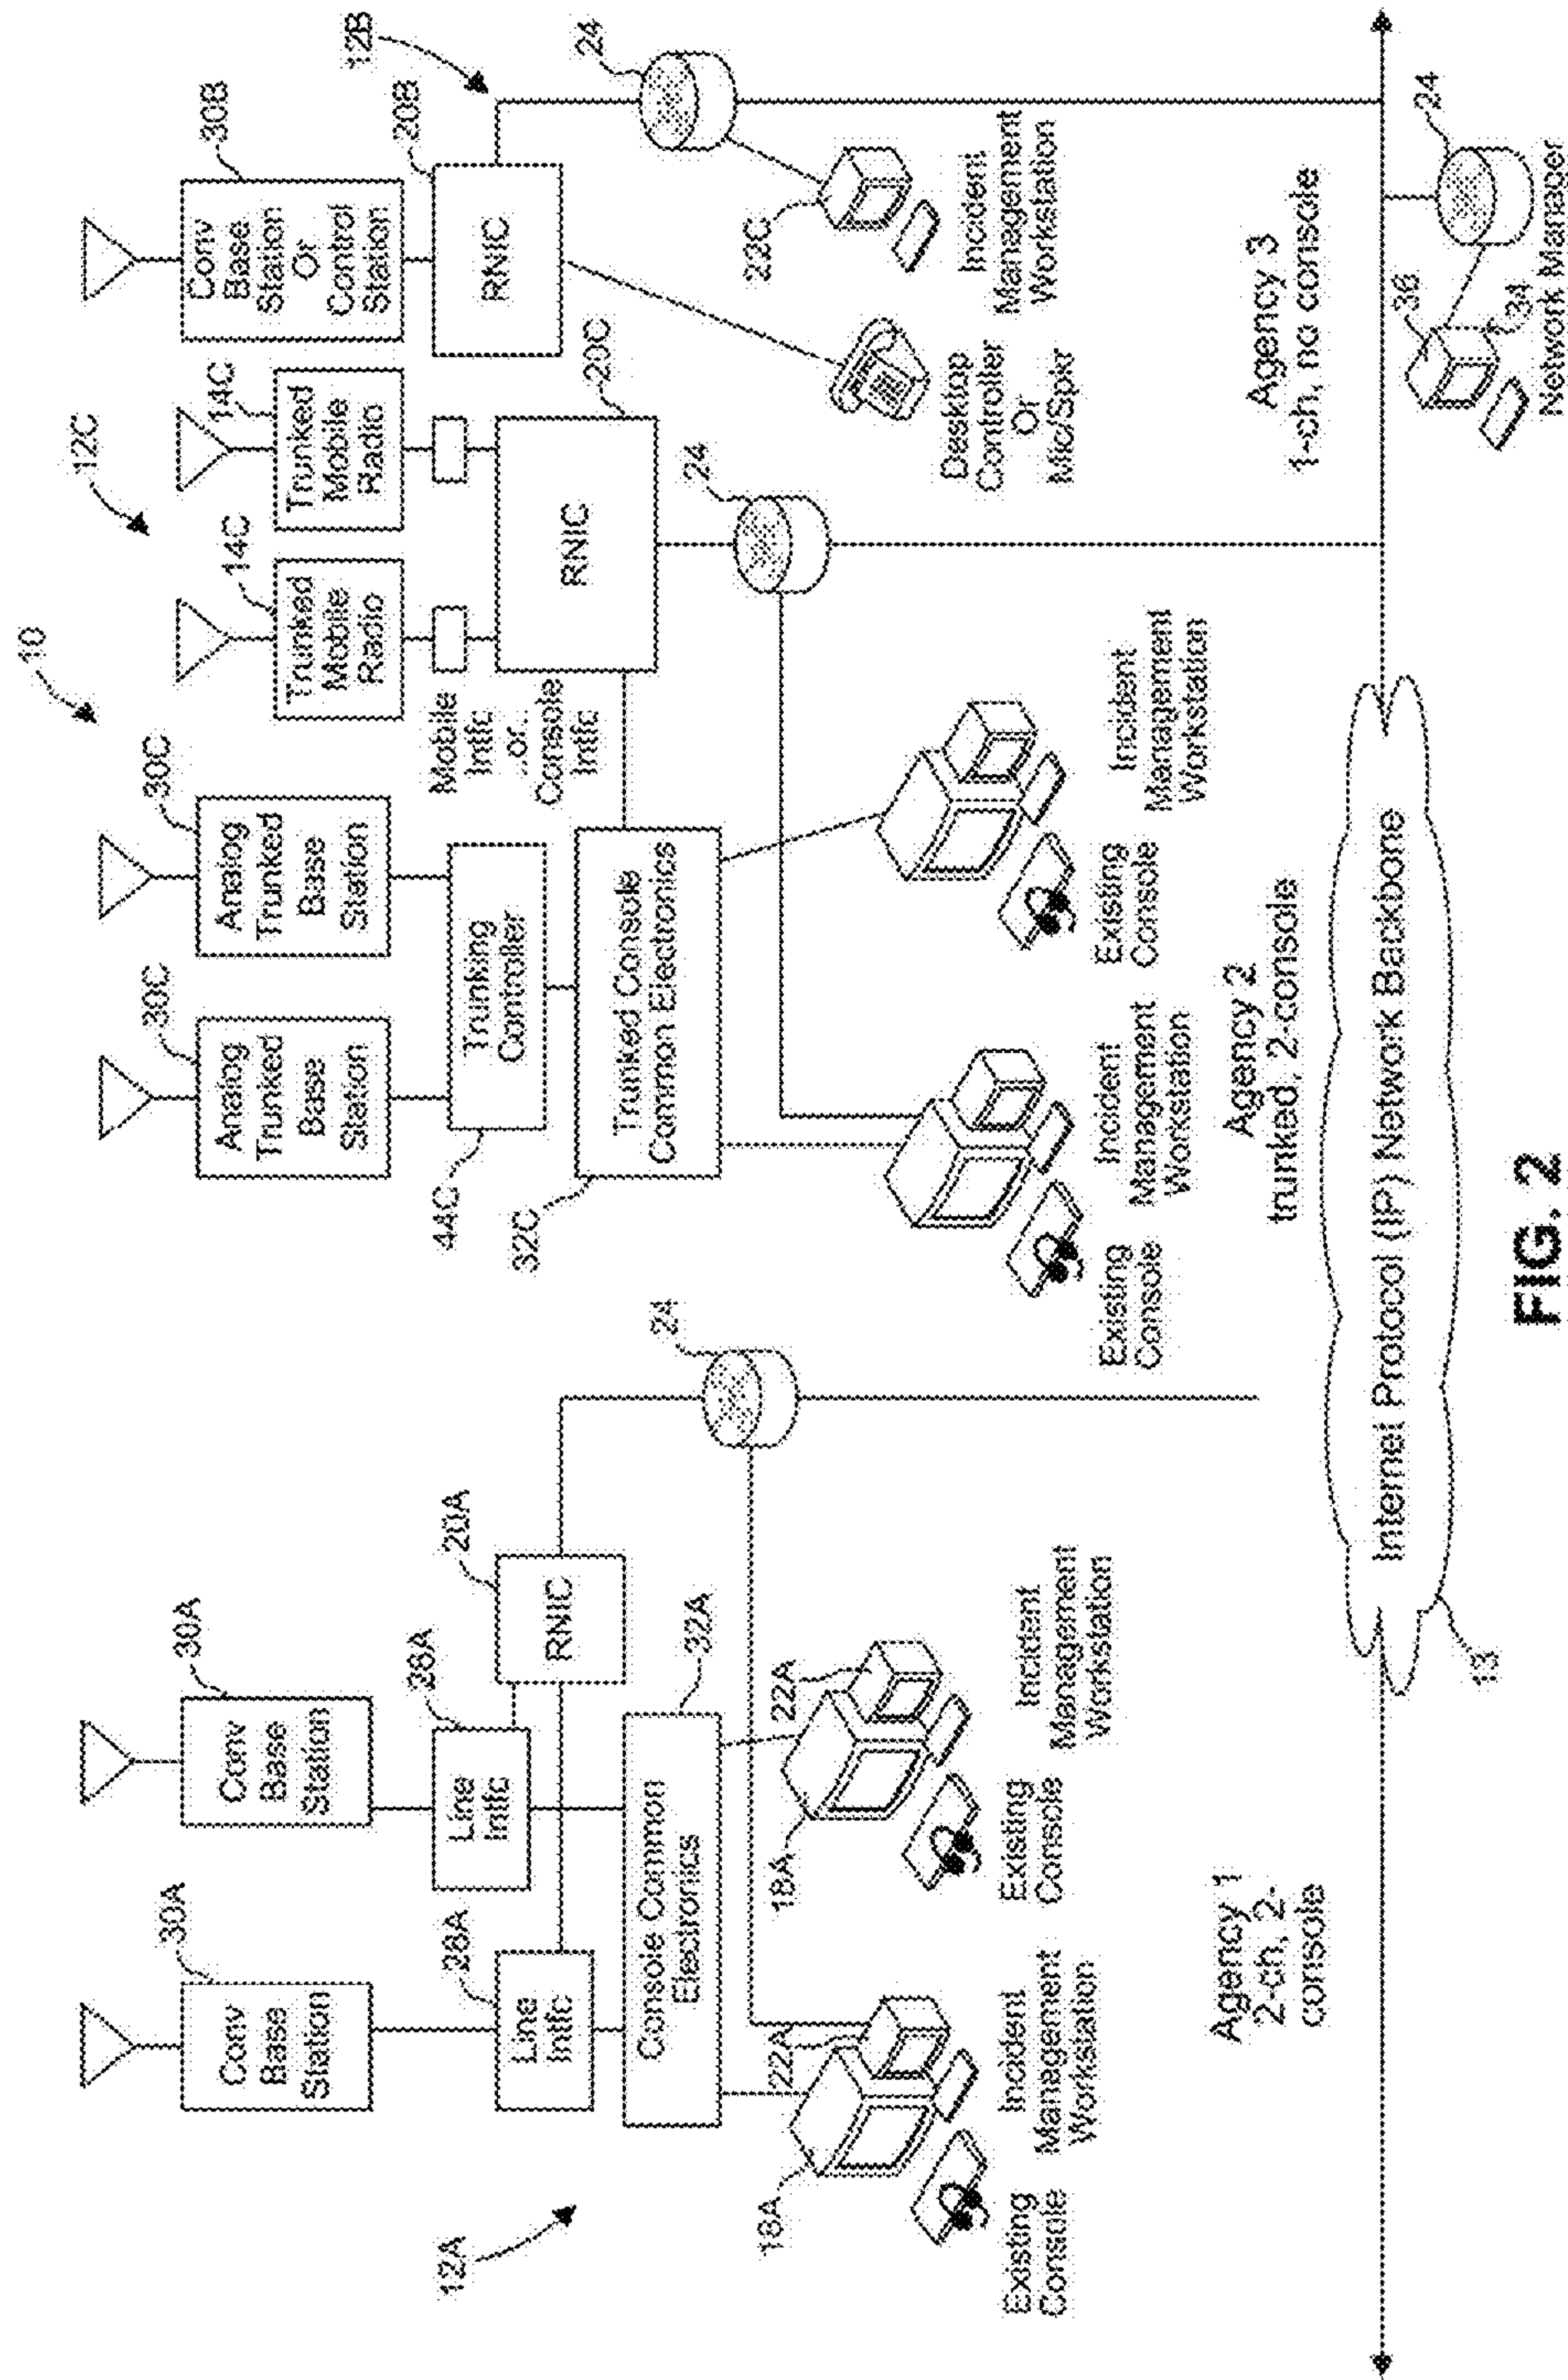 10
12A
30A
Conv
Base
Station
30A
Conv
Base
Station
28A
Line
Intfc
38A
Line
Intfc
20A
RNIC
32A
Console Common
Electronics
24
18A
22A
Existing
Console
Incident
Management
Workstation
18A
22A
Existing
Console
Incident
Management
Workstation
Agency 1
2-ch, 2-
console
12C
30C
Analog
Trunked
Base
Station
30C
Analog
Trunked
Base
Station
44C
Trunking
Controller
32C
Trunked Console
Common Electronics
14C
Trunked
Mobile
Radio
14C
Trunked
Mobile
Radio
Mobile
Intfc
..or..
Console
Intfc
RNIC
20C
24
Existing
Console
Incident
Management
Workstation
Existing
Console
Incident
Management
Workstation
Agency 2
trunked, 2-console
12B
30B
Conv
Base
Station
Or
Control
Station
20B
RNIC
24
Desktop
Controller
Or
Mic/Spkr
22C
Incident
Management
Workstation
Agency 3
1-ch, no console
13
Internet Protocol (IP) Network Backbone
36
34
24
Network Manager
FIG. 2